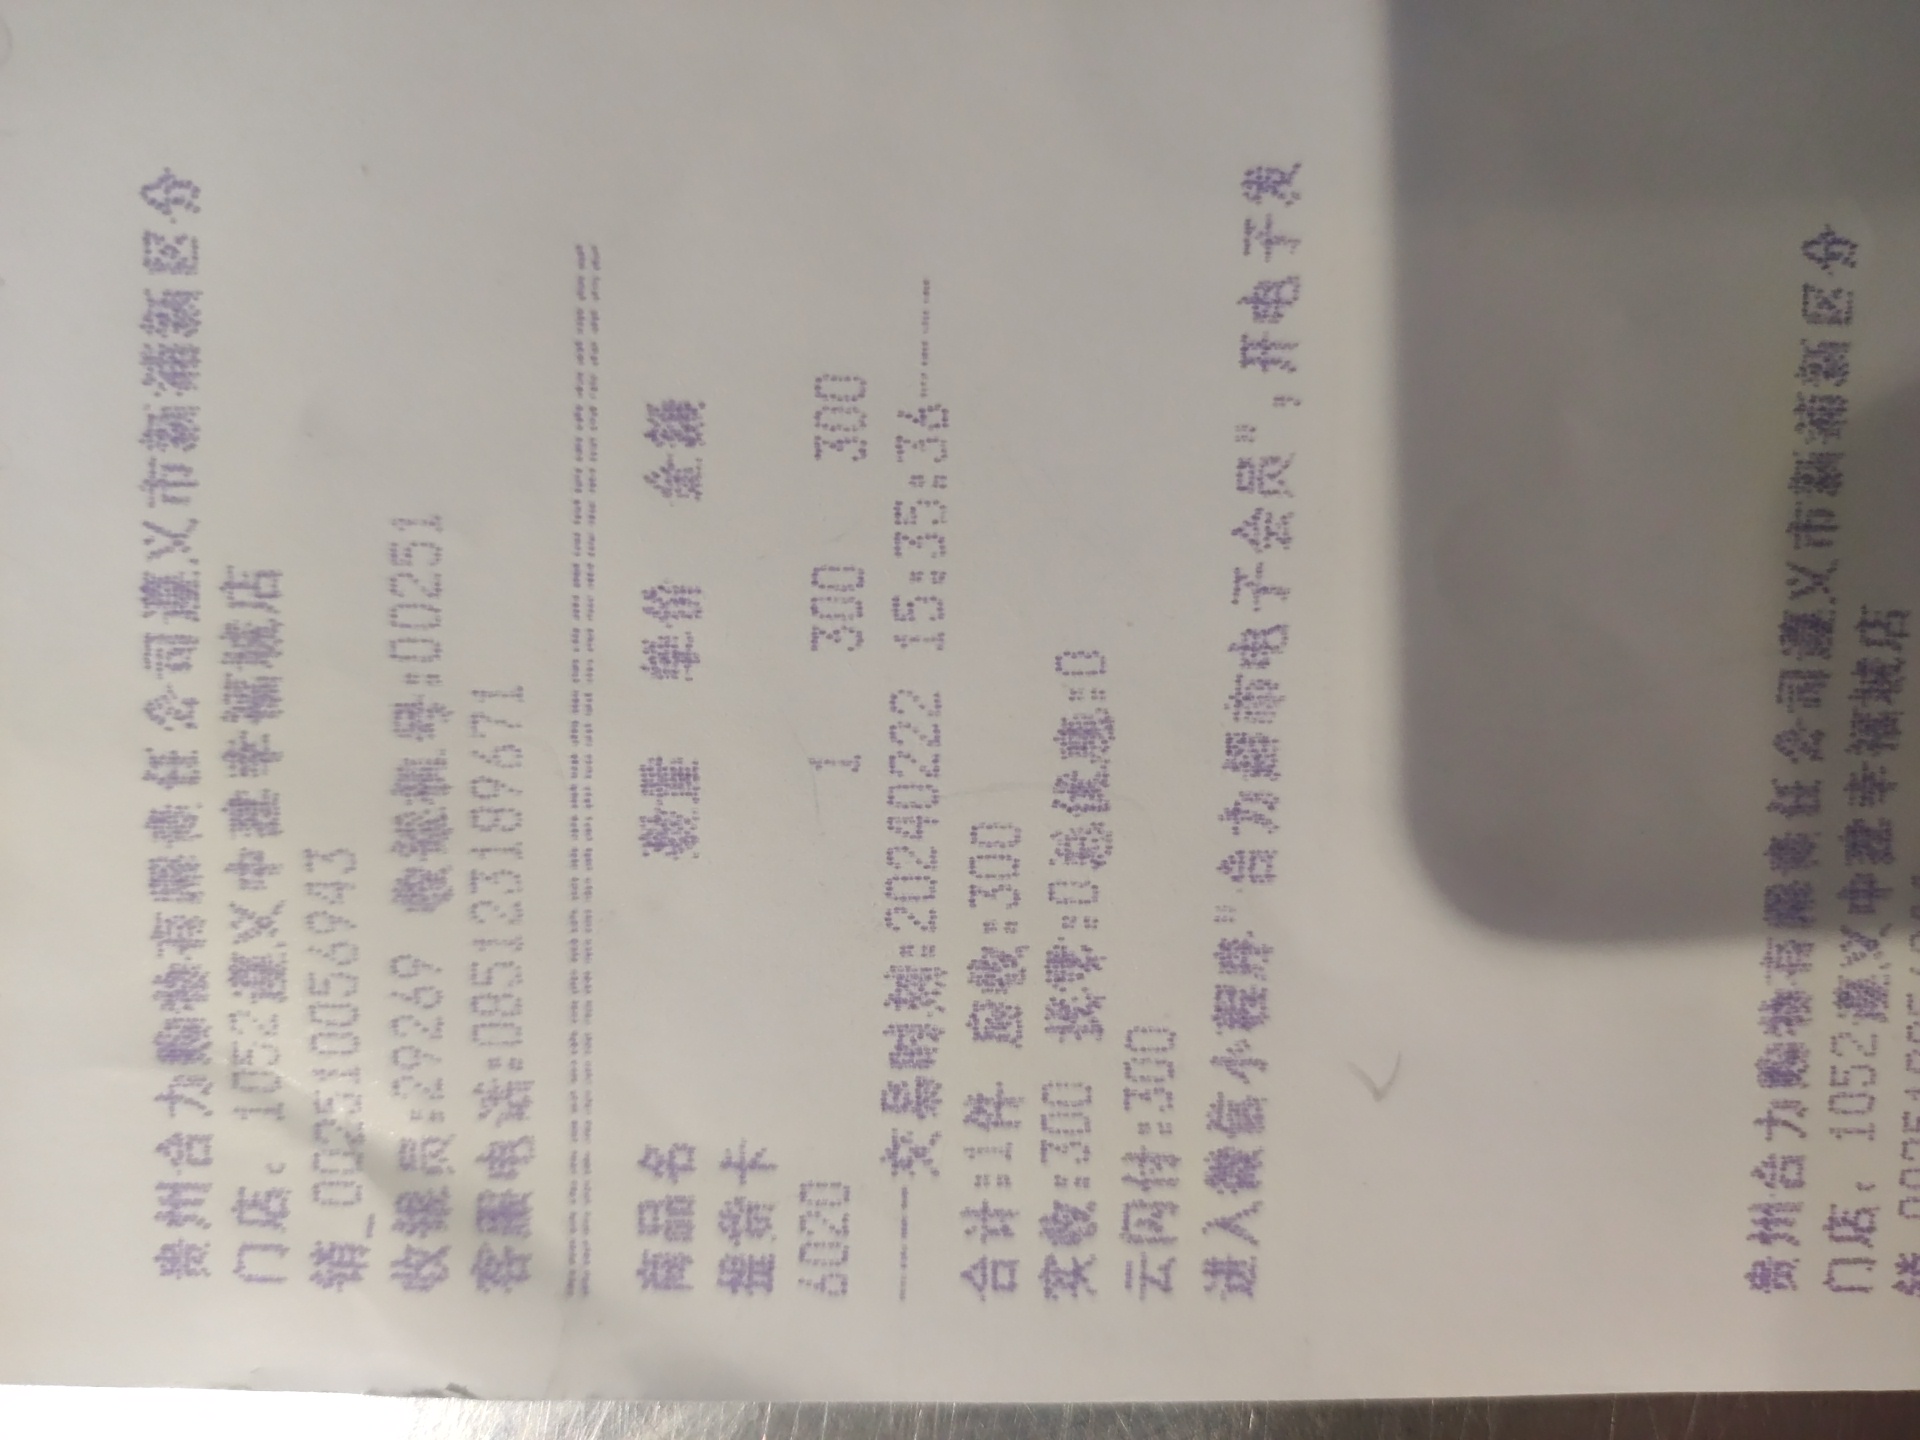 贵州合力购物有限责任公司遵义市新浦新区分
门店：1052遵义中建幸福城店
销_002510056943
收银员:29269 收银机号:00251
客服电话:085123189671
==========================================
商品名 数量 单价 金额
提货卡
6020 1 300 300
-----交易时刻:20240222 15:35:36-----
合计:1件 应收:300
实收:300 找零:0总优惠:0
云闪付:300
进入微信小程序"合力超市电子会员",开电子发
贵州合力购物有限责任公司遵义市新浦新区分
门店：1052遵义中建幸福城店